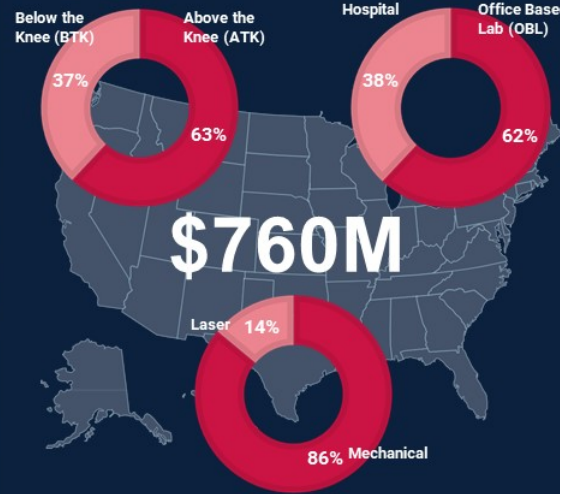 Below the
Knee (BTK)
Above the
Knee (ATK)
37%
63%
Hospital
Office Base
Lab (OBL)
38%
62%
$760M
Laser
14%
86%
Mechanical